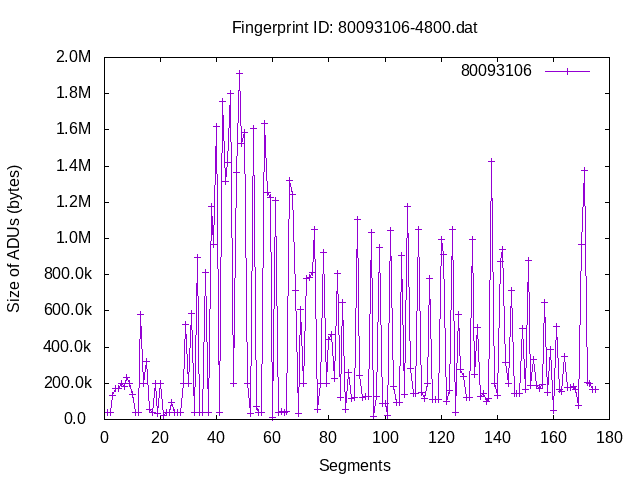 Fingerprint ID: 80093106-4800.dat
2.0M
80093106
1.8M
1.6M
1.4M
1.2M
1.0M
800.0k
600.0k
400.0k
200.0k
0.0
Size of ADUs (bytes)
0 20 40 60 80 100 120 140 160 180
Segments